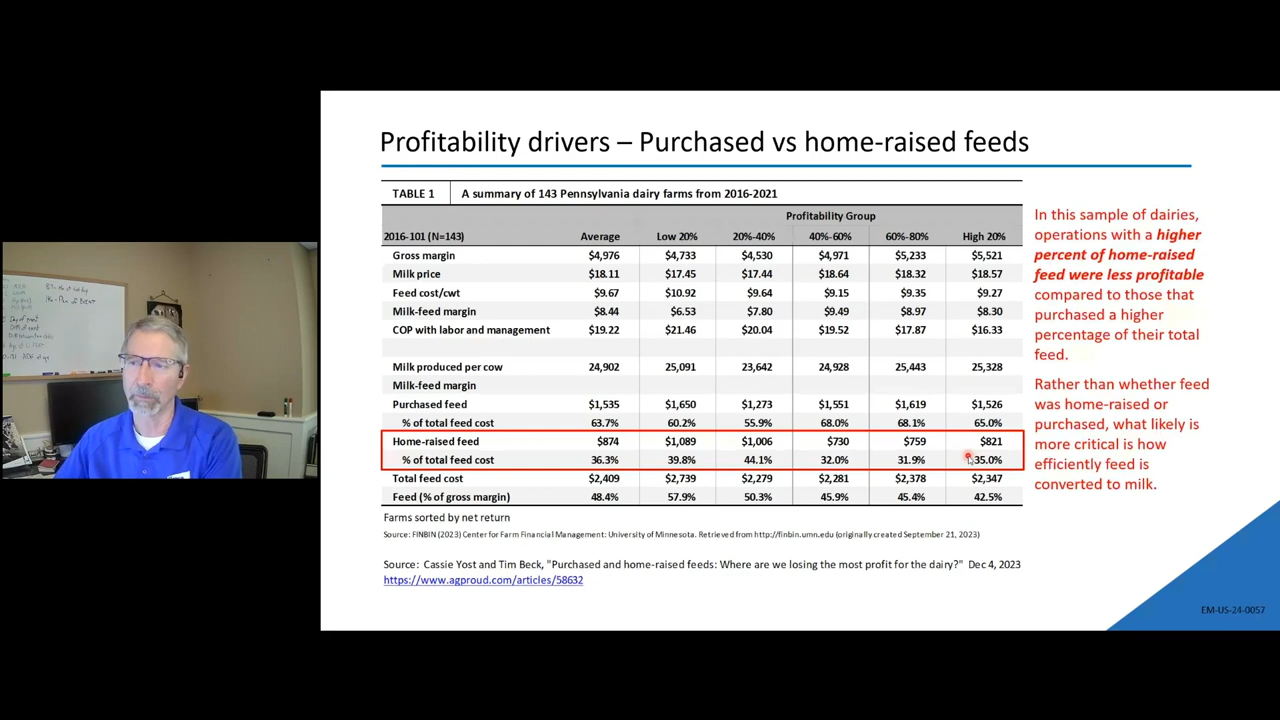 Profitability drivers – Purchased vs home-raised feeds
TABLE 1 A summary of 143 Pennsylvania dairy farms from 2016-2021
Profitability Group
2016-101 (N=143) Average Low 20% 20%-40% 40%-60% 60%-80% High 20%
Gross margin $4,976 $4,733 $4,530 $4,971 $5,233 $5,521
Milk price $18.11 $17.45 $17.44 $18.64 $18.32 $18.57
Feed cost/cwt $9.67 $10.92 $9.64 $9.15 $9.35 $9.27
Milk-feed margin $8.44 $6.53 $7.80 $9.49 $8.97 $8.30
COP with labor and management $19.22 $21.46 $20.04 $19.52 $17.87 $16.33
Milk produced per cow 24,902 25,091 23,642 24,928 25,443 25,328
Milk-feed margin
Purchased feed $1,535 $1,650 $1,273 $1,551 $1,619 $1,526
% of total feed cost 63.7% 60.2% 55.9% 68.0% 68.1% 65.0%
Home-raised feed $874 $1,089 $1,006 $730 $759 $821
% of total feed cost 36.3% 39.8% 44.1% 32.0% 31.9% 35.0%
Total feed cost $2,409 $2,739 $2,279 $2,281 $2,378 $2,347
Feed (% of gross margin) 48.4% 57.9% 50.3% 45.9% 45.4% 42.5%
Farms sorted by net return
Source: FINBIN (2023) Center for Farm Financial Management: University of Minnesota. Retrieved from http://finbin.umn.edu (originally created September 21, 2023)
Source: Cassie Yost and Tim Beck, "Purchased and home-raised feeds: Where are we losing the most profit for the dairy?" Dec 4, 2023
https://www.agproud.com/articles/58632
In this sample of dairies,
operations with a higher
percent of home-raised
feed were less profitable
compared to those that
purchased a higher
percentage of their total
feed.
Rather than whether feed
was home-raised or
purchased, what likely is
more critical is how
efficiently feed is
converted to milk.
EM-US-24-0057